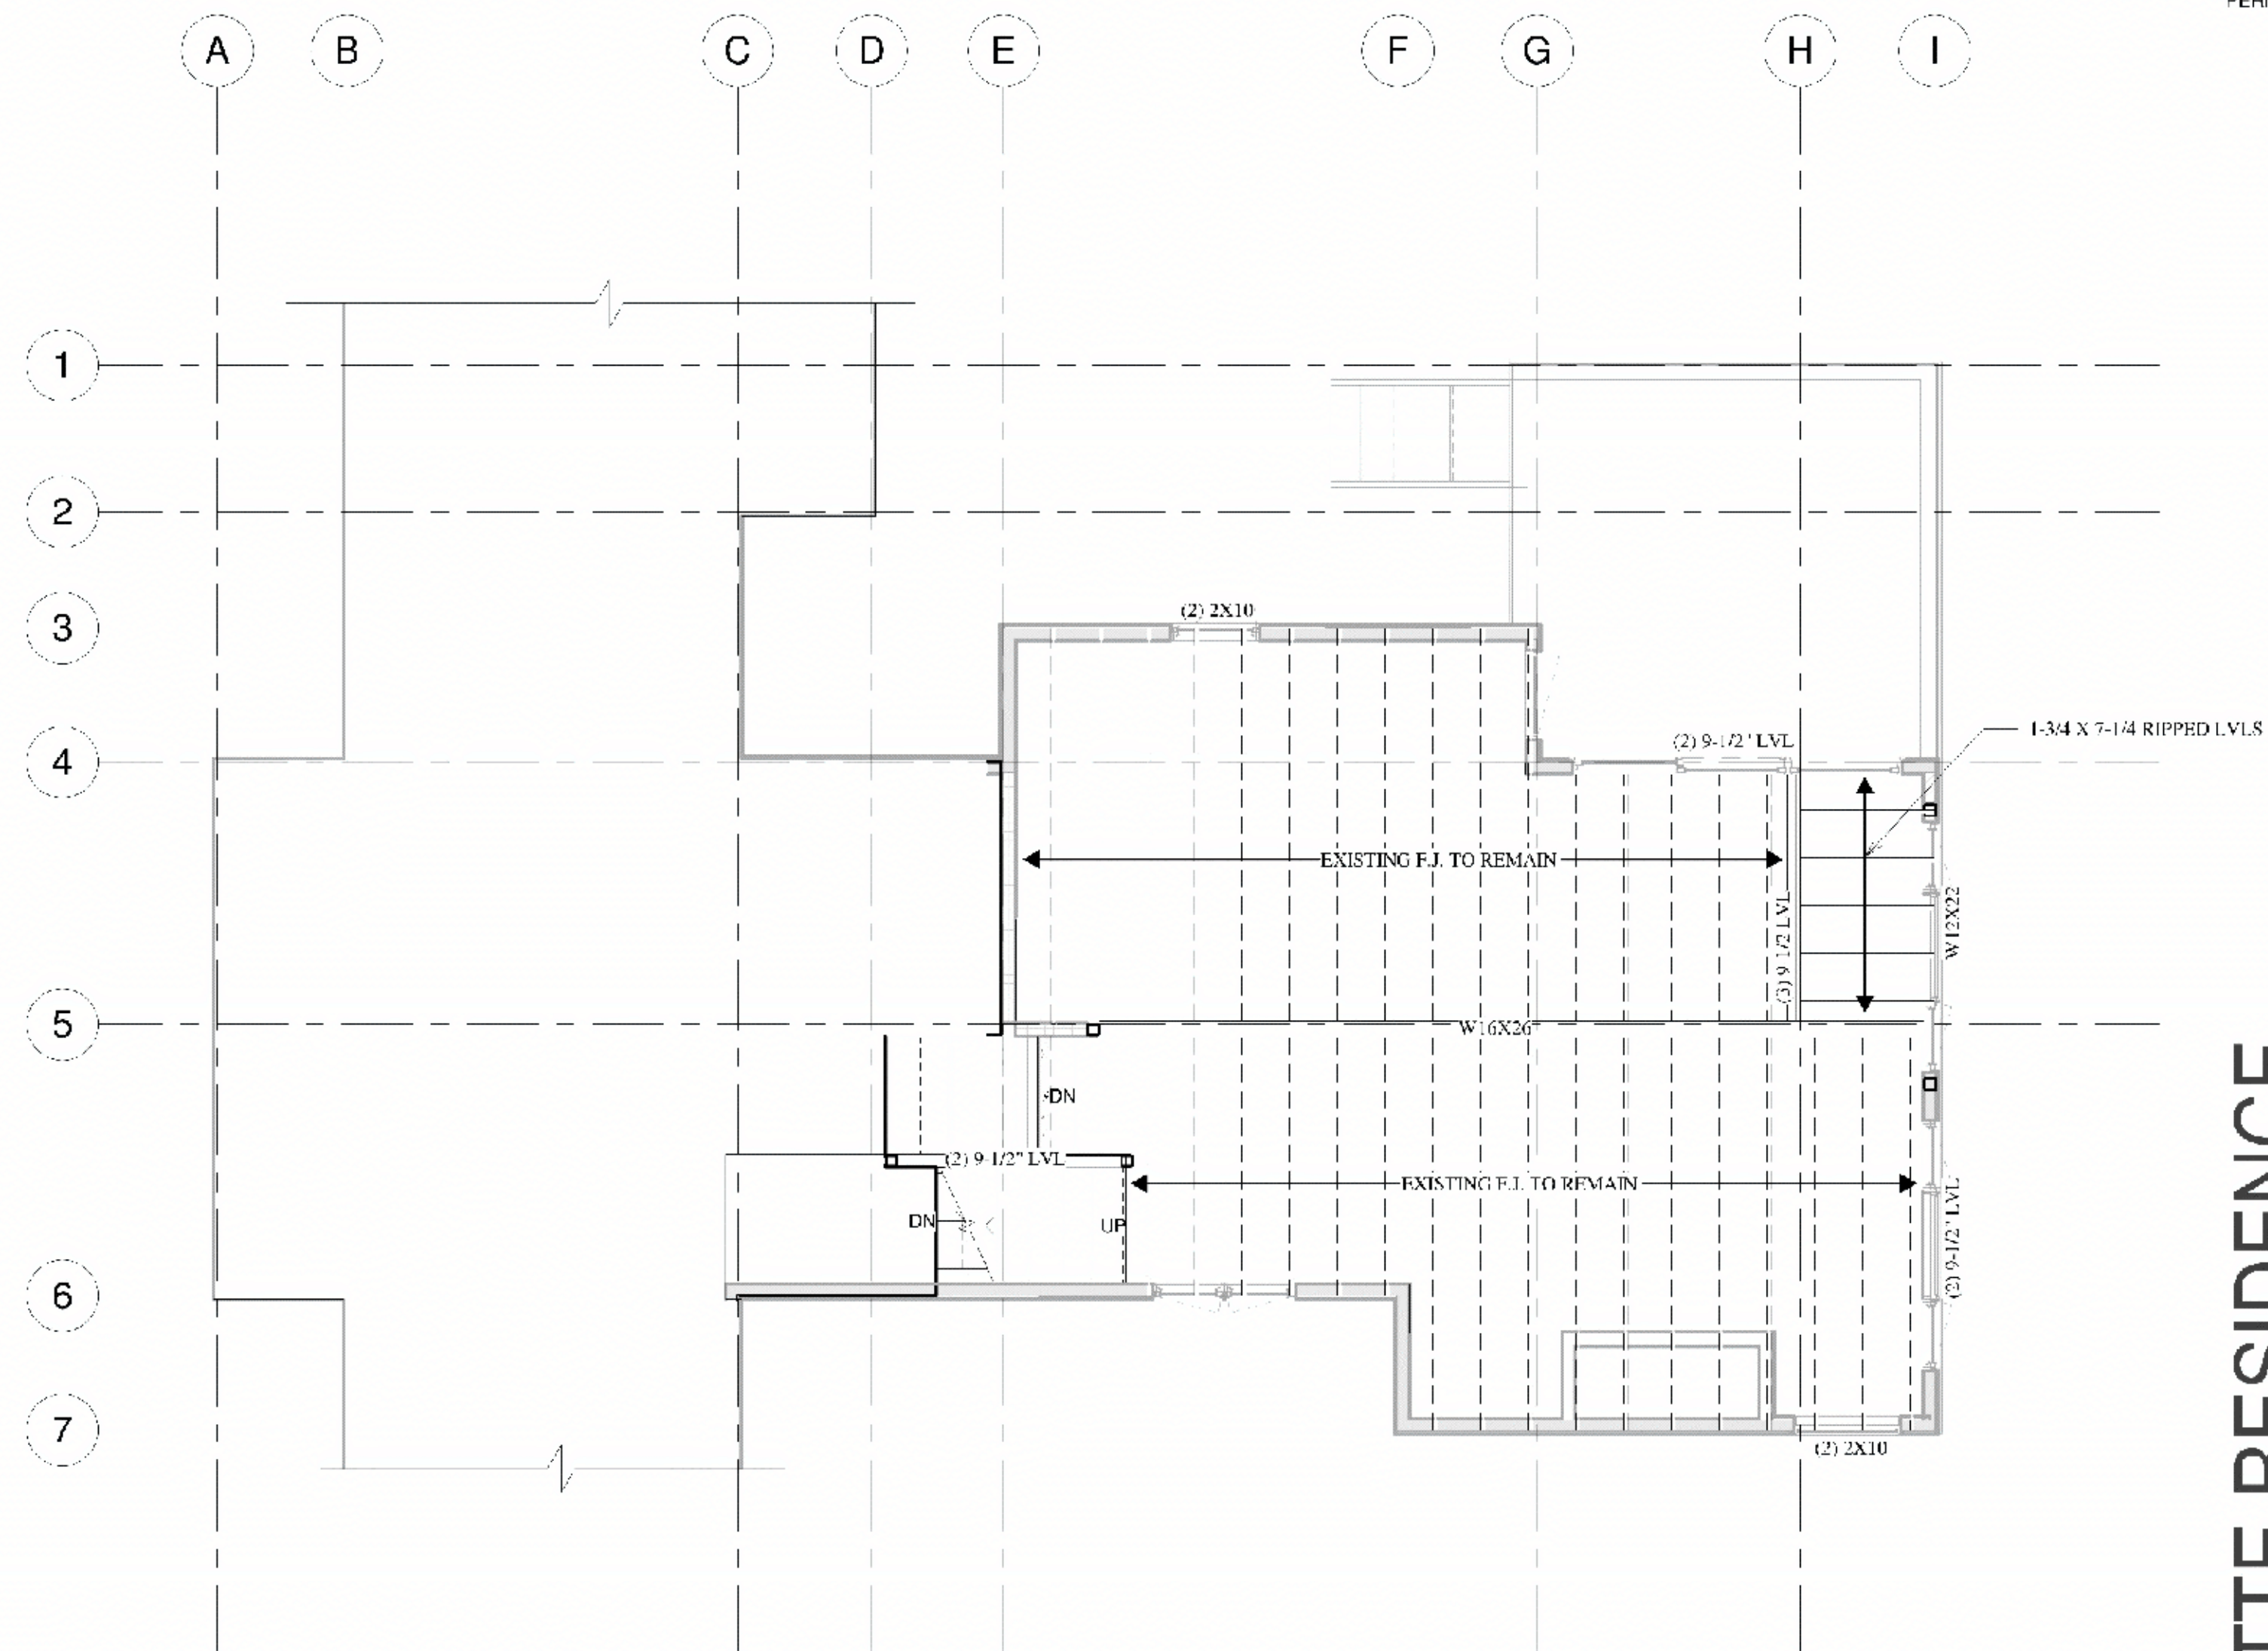 A B C D E F G H I
1
2
3
(2) 2X10
(2) 9-1/2" LVL
1-3/4 X 7-1/4 RIPPED LVLS
4
EXISTING F.J. TO REMAIN
(3) 9 1/2 LVL
W12X22
5
W16X26
DN
(2) 9-1/2" LVL
EXISTING F.J. TO REMAIN
DN
UP
(2) 9-1/2" LVL
6
7
(2) 2X10
RESIDENCE